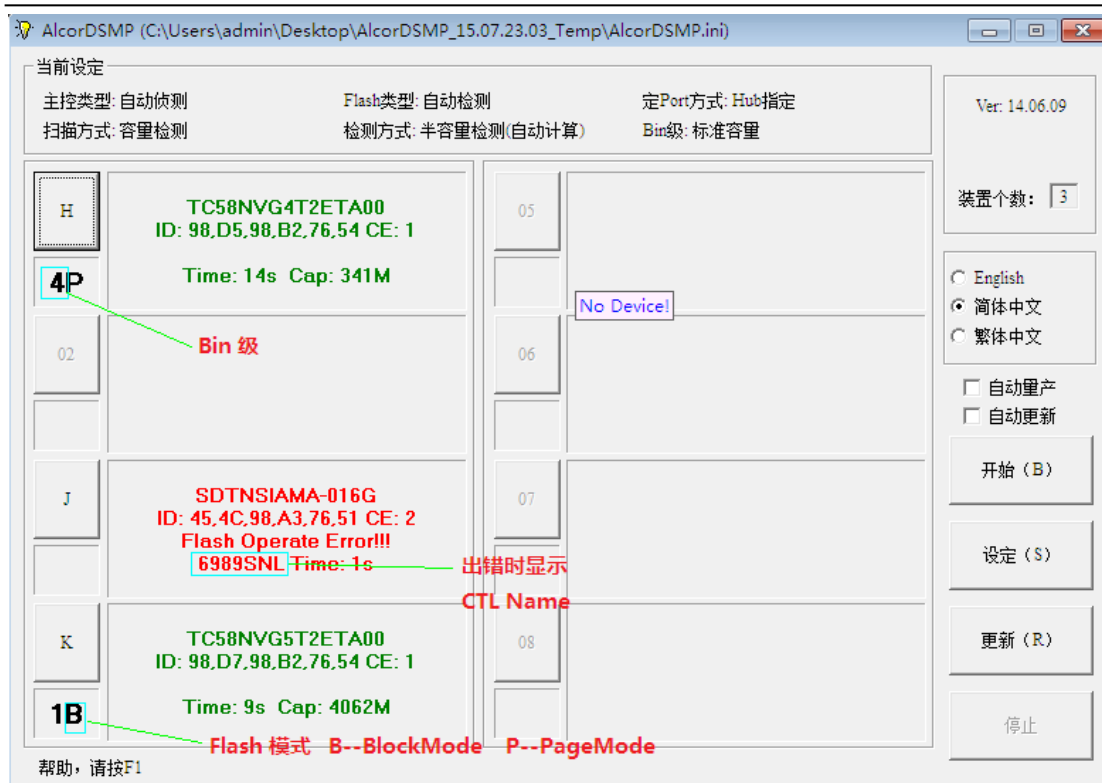 AlcorDSMP (C:\Users\admin\Desktop\AlcorDSMP_15.07.23.03_Temp\AlcorDSMP.ini)
当前设定
主控类型: 自动侦测 Flash类型: 自动检测 定Port方式: Hub指定
扫描方式: 容量检测 检测方式: 半容量检测(自动计算) Bin级: 标准容量
Ver: 14.06.09
装置个数: 3
H
TC58NVG4T2ETA00
ID: 98,D5,98,B2,76,54 CE: 1
Time: 14s Cap: 341M
4P
Bin 级
05
No Device!
02
06
J
SDTNSIAMA-016G
ID: 45,4C,98,A3,76,51 CE: 2
Flash Operate Error!!!
6989SNL Time: 1s
出错时显示
CTL Name
07
K
TC58NVG5T2ETA00
ID: 98,D7,98,B2,76,54 CE: 1
Time: 9s Cap: 4062M
1B
Flash 模式 B--BlockMode P--PageMode
08
English
简体中文
繁体中文
自动量产
自动更新
开始（B）
设定（S）
更新（R）
停止
帮助，请按F1